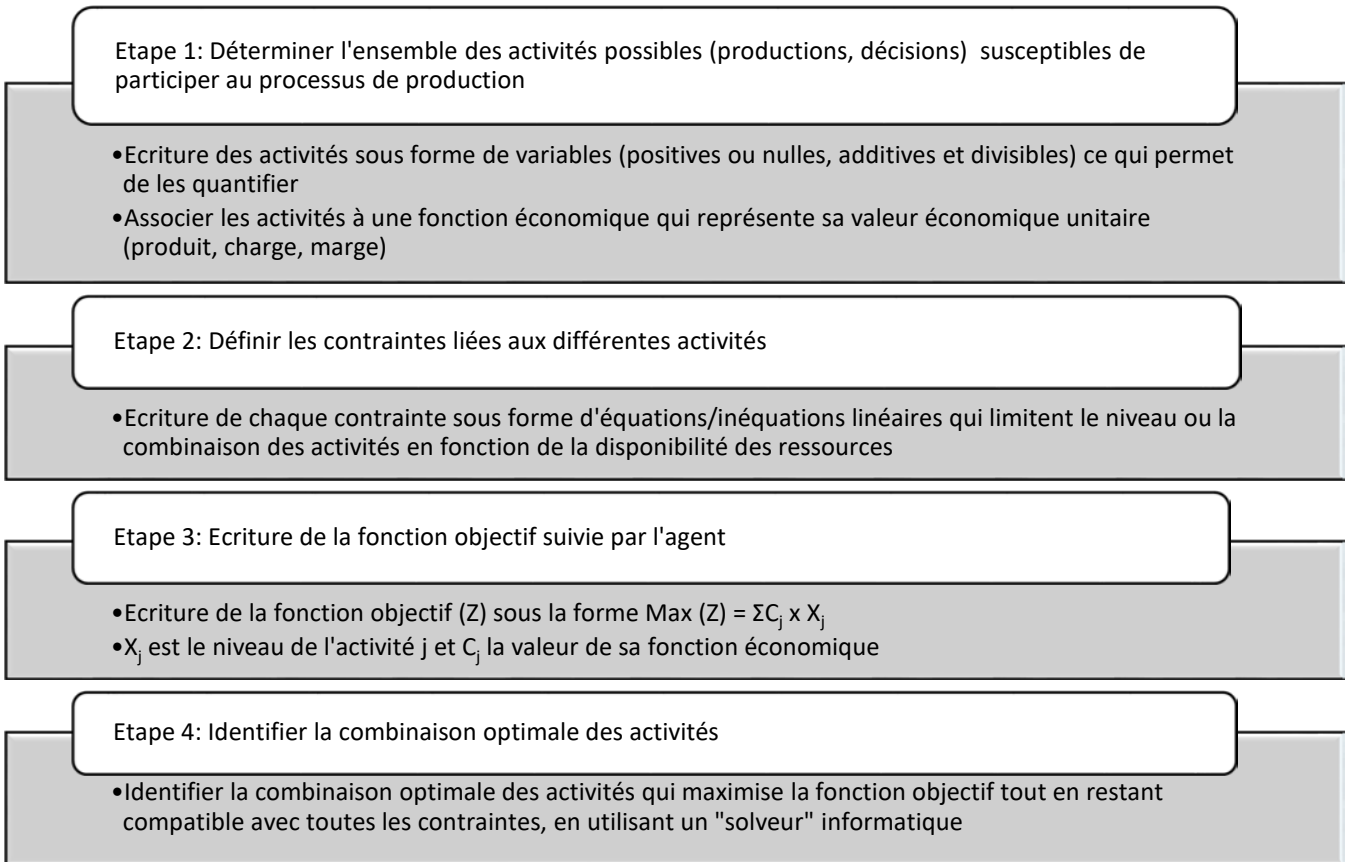 Etape 1: Déterminer l'ensemble des activités possibles (productions, décisions)  susceptibles de
participer au processus de production
•Ecriture des activités sous forme de variables (positives ou nulles, additives et divisibles) ce qui permet
de les quantifier
•Associer les activités à une fonction économique qui représente sa valeur économique unitaire
(produit, charge, marge)
Etape 2: Définir les contraintes liées aux différentes activités
•Ecriture de chaque contrainte sous forme d'équations/inéquations linéaires qui limitent le niveau ou la
combinaison des activités en fonction de la disponibilité des ressources
Etape 3: Ecriture de la fonction objectif suivie par l'agent
•Ecriture de la fonction objectif (Z) sous la forme Max (Z) = ΣCj x Xj
•Xj est le niveau de l'activité j et Cj la valeur de sa fonction économique
Etape 4: Identifier la combinaison optimale des activités
•Identifier la combinaison optimale des activités qui maximise la fonction objectif tout en restant
compatible avec toutes les contraintes, en utilisant un "solveur" informatique